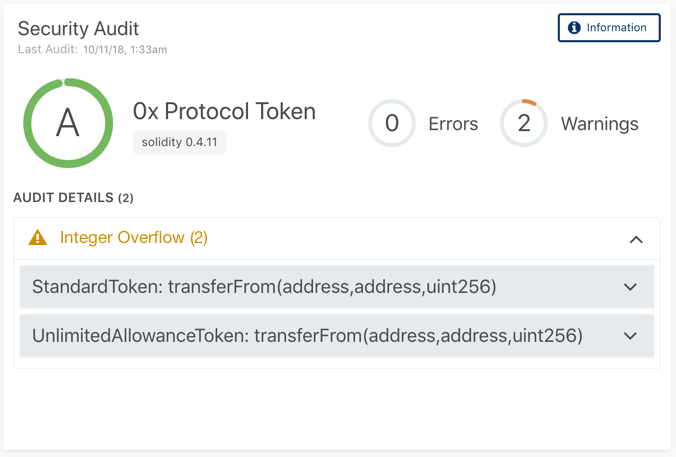 Security Audit
Information
Last Audit: 10/11/18, 1:33am
A
0x Protocol Token
solidity 0.4.11
0 Errors
2 Warnings
AUDIT DETAILS (2)
Integer Overflow (2)
StandardToken: transferFrom(address,address,uint256)
UnlimitedAllowanceToken: transferFrom(address,address,uint256)